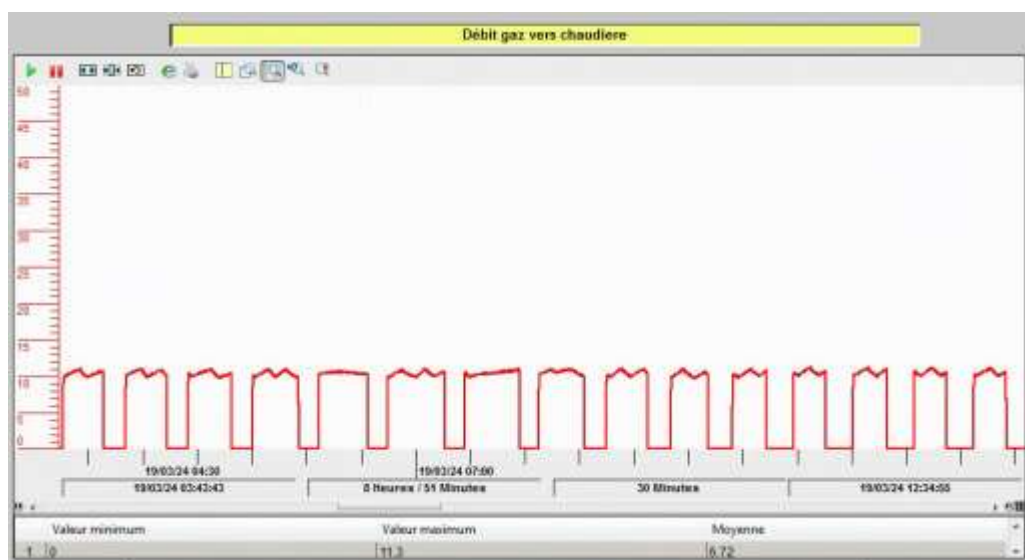 Débit gaz vers chaudiere
50
45
40
35
30
25
20
15
10
5
0
19/03/24 04:30 19/03/24 07:00
19/03/24 03:43:43 8 Heures / 51 Minutes 30 Minutes 19/03/24 12:34:55
Valeur minimum Valeur maximum Moyenne
1 0 11.3 6.72